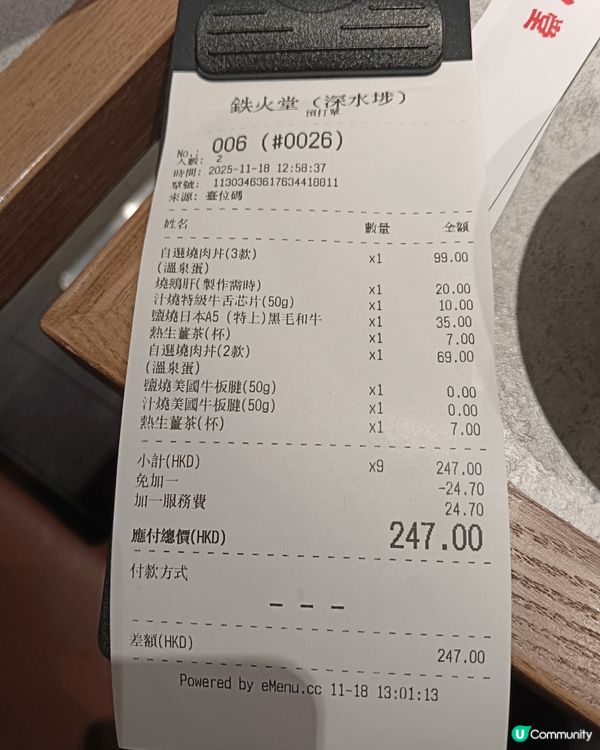 堂
鉄火堂 (深水埗)
預打單
No.: 006 (#0026)
人數: 2
時間: 2025-11-18 12:58:37
單號: 11303463617634418811
來源: 臺位碼
姓名 數量 金額
自選燒肉丼(3款) x1 99.00
(溫泉蛋)
燒鵝肝(製作需時) x1 20.00
汁燒特級牛舌芯片(50g) x1 10.00
鹽燒日本A5 (特上)黑毛和牛 x1 35.00
熱生薑茶(杯) x1 7.00
自選燒肉丼(2款) x1 69.00
(溫泉蛋)
鹽燒美國牛板腱(50g) x1 0.00
汁燒美國牛板腱(50g) x1 0.00
熱生薑茶(杯) x1 7.00
小計(HKD) x9 247.00
免加一 -24.70
加一服務費 24.70
應付總價(HKD) 247.00
付款方式
— — —
差額(HKD) 247.00
Powered by eMenu.cc 11-18 13:01:13
U Community